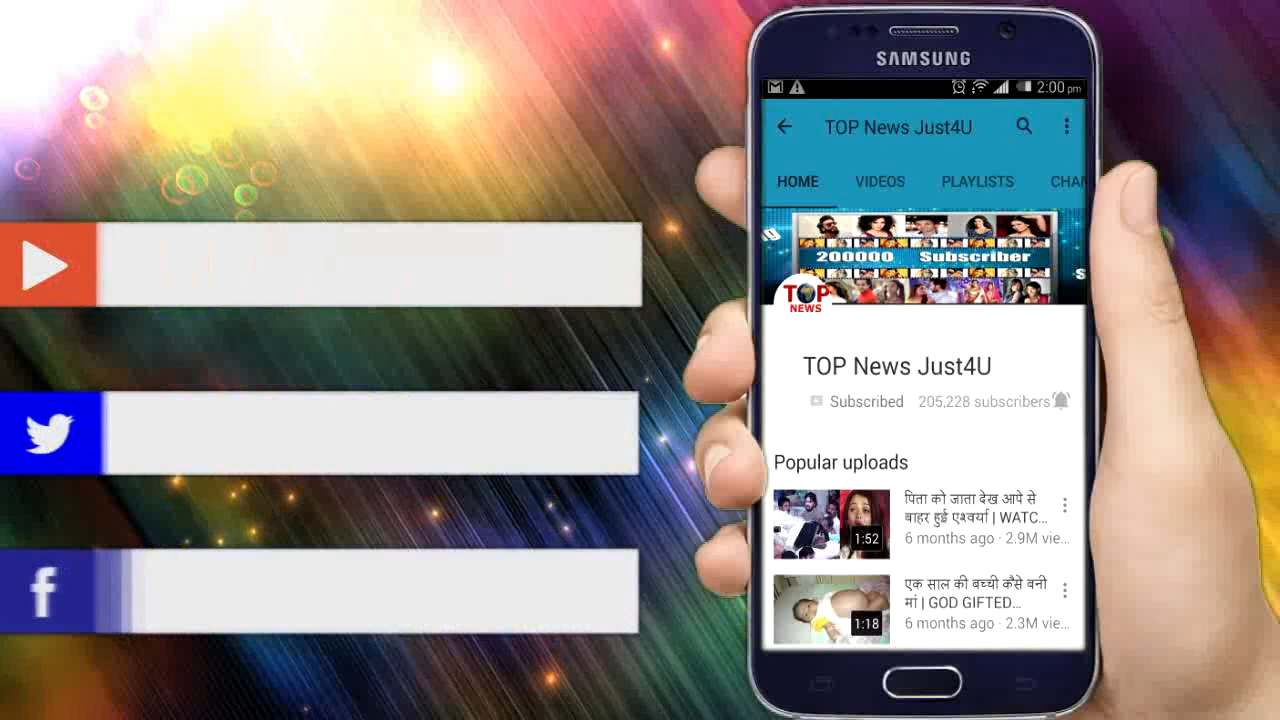 SAMSUNG
2:00 pm
TOP News Just4U
HOME VIDEOS PLAYLISTS CHAN
200000 Subscriber
TOP
NEWS
TOP News Just4U
Subscribed 205,228 subscribers
Popular uploads
पिता को जाता देख आपे से
बाहर हुई एश्वर्या | WATC...
1:52
6 months ago · 2.9M vie...
एक साल की बच्ची कैसे बनी
मां | GOD GIFTED...
1:18
6 months ago · 2.3M vie...